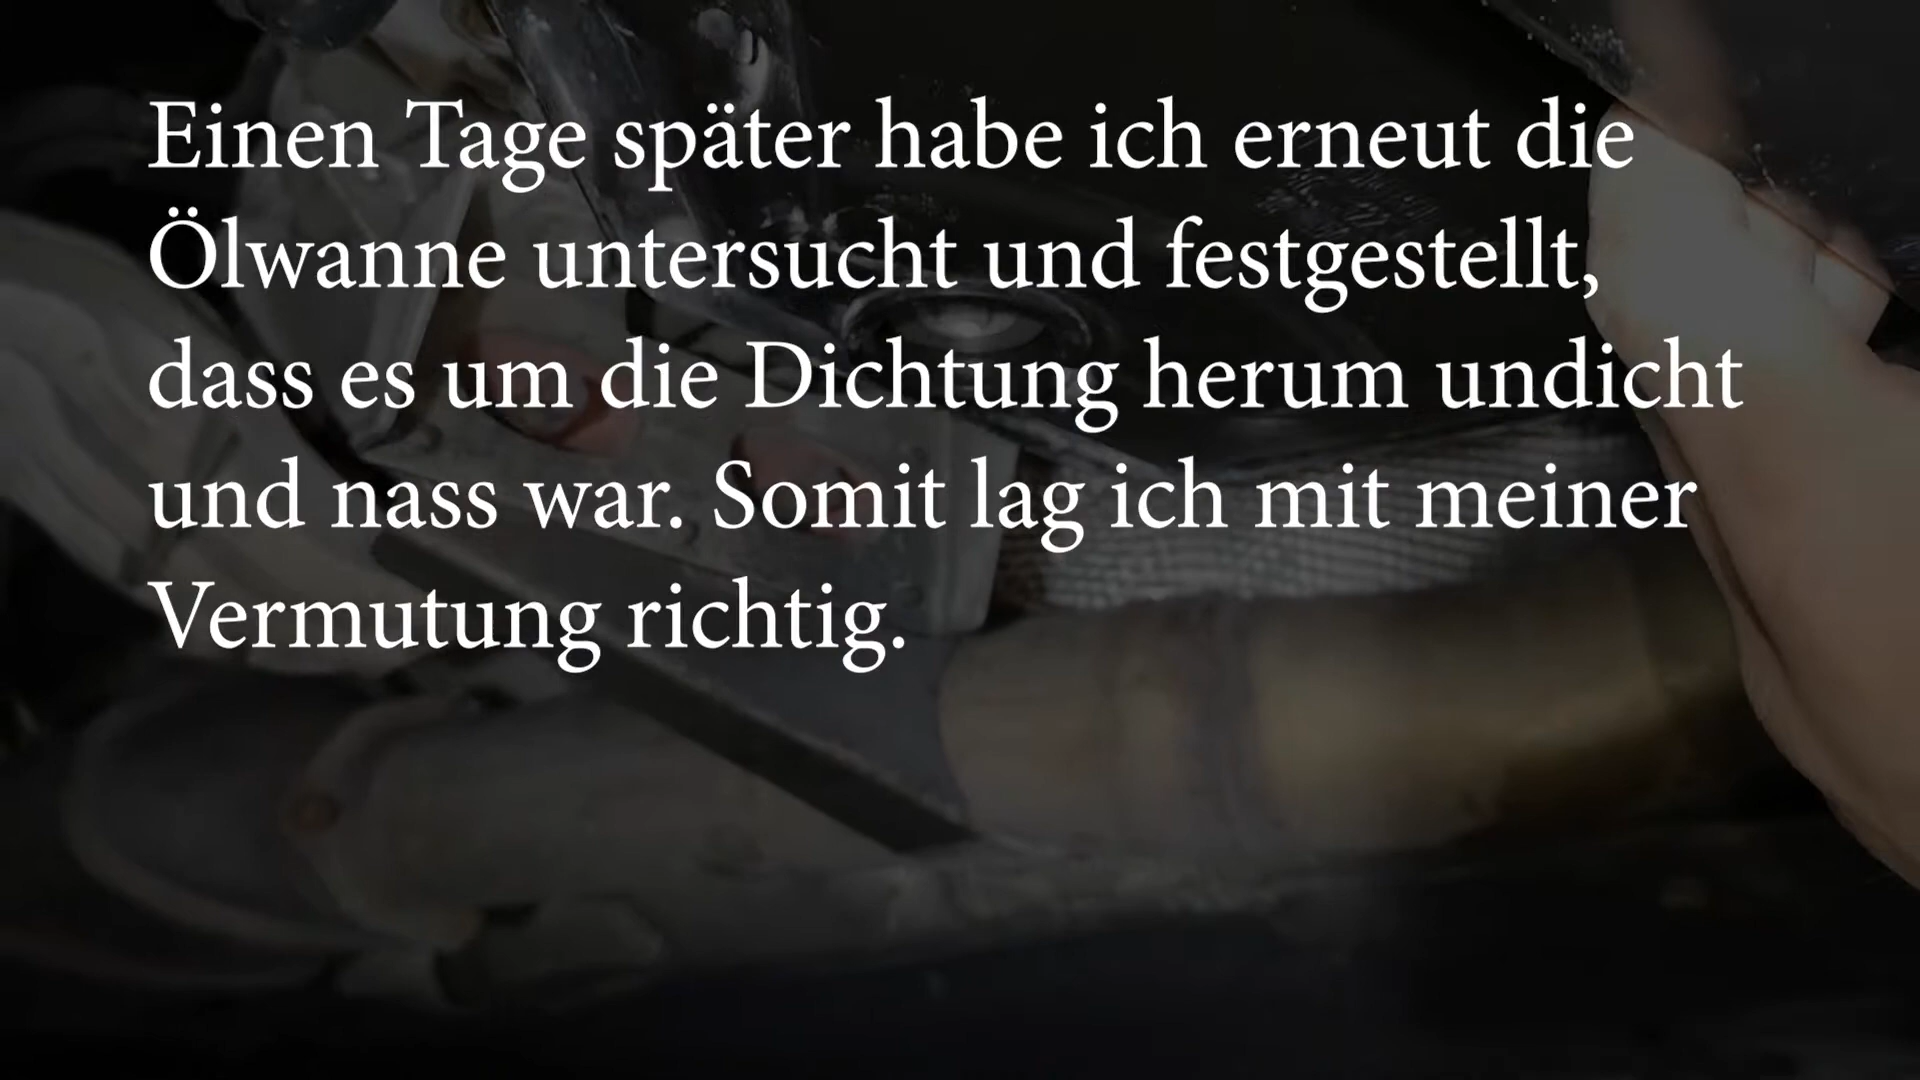 Einen Tage später habe ich erneut die
Ölwanne untersucht und festgestellt,
dass es um die Dichtung herum undicht
und nass war. Somit lag ich mit meiner
Vermutung richtig.